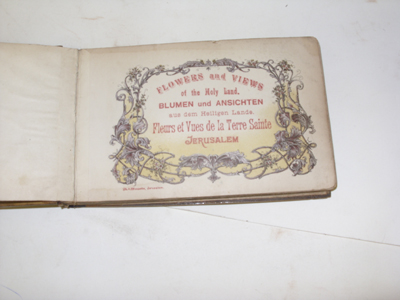 FLOWERS and VIEWS
of the Holy Land,
BLUMEN und ANSICHTEN
aus dem Heiligen Lande.
Fleurs et Vues de la Terre Sainte
JERUSALEM